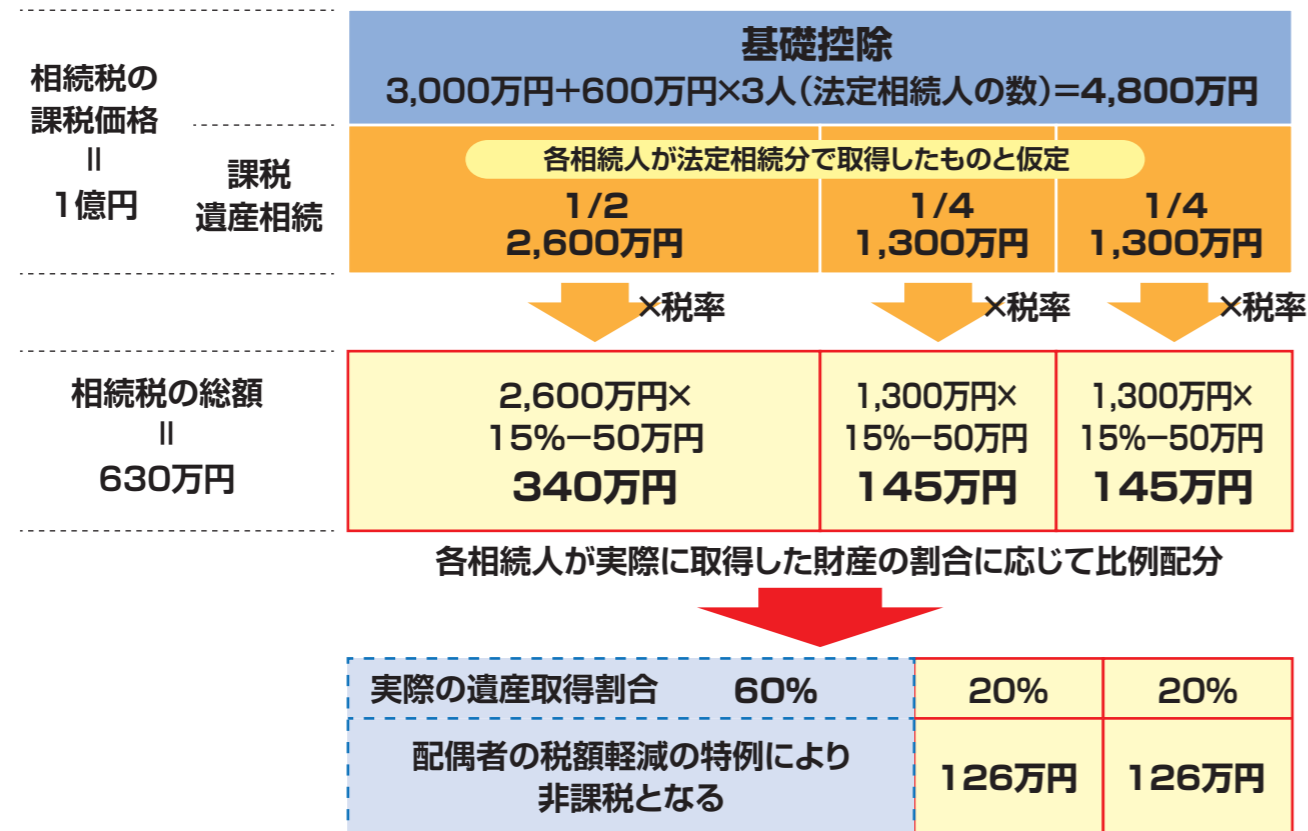 基礎控除
3,000万円+600万円×3人(法定相続人の数)=4,800万円
相続税の
課税価格
=
1億円
課税
遺産相続
各相続人が法定相続分で取得したものと仮定
1/2
2,600万円
1/4
1,300万円
1/4
1,300万円
×税率
×税率
×税率
相続税の総額
=
630万円
2,600万円×
15%−50万円
340万円
1,300万円×
15%−50万円
145万円
1,300万円×
15%−50万円
145万円
各相続人が実際に取得した財産の割合に応じて比例配分
実際の遺産取得割合 60%
20%
20%
配偶者の税額軽減の特例により
非課税となる
126万円
126万円